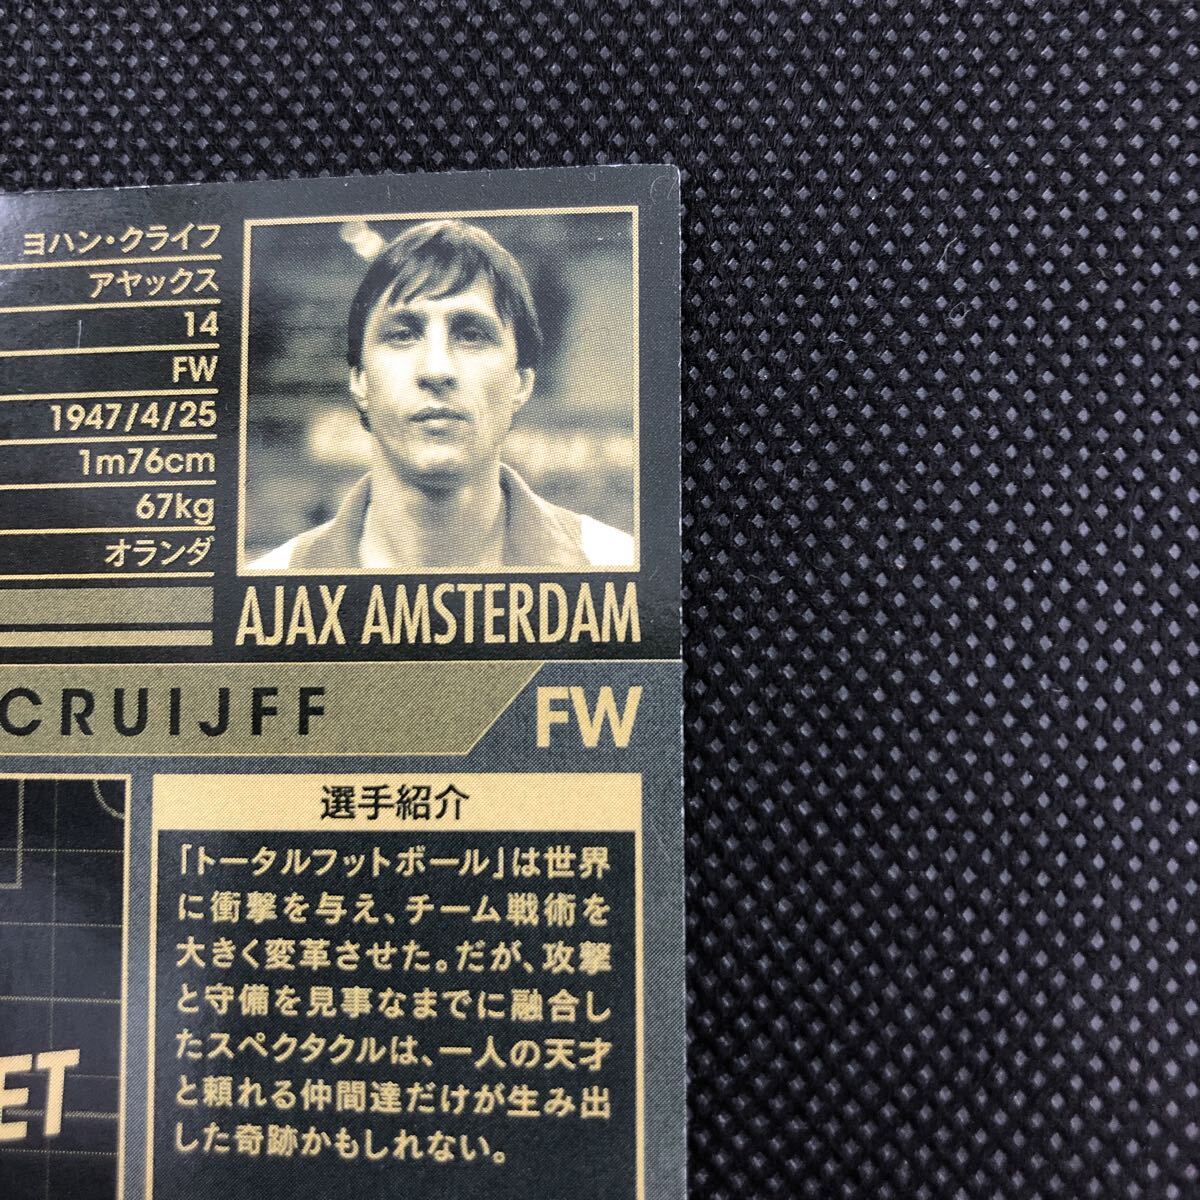 ヨハン・クライフ
アヤックス
14
FW
1947/4/25
1m76cm
67kg
オランダ
AJAX AMSTERDAM
CRUIJFF
FW
選手紹介
「トータルフットボール」は世界
に衝撃を与え、チーム戦術を
大きく変革させた。だが、攻撃
と守備を見事なまでに融合し
たスペクタクルは、一人の天才
と頼れる仲間達だけが生み出
した奇跡かもしれない。
ET